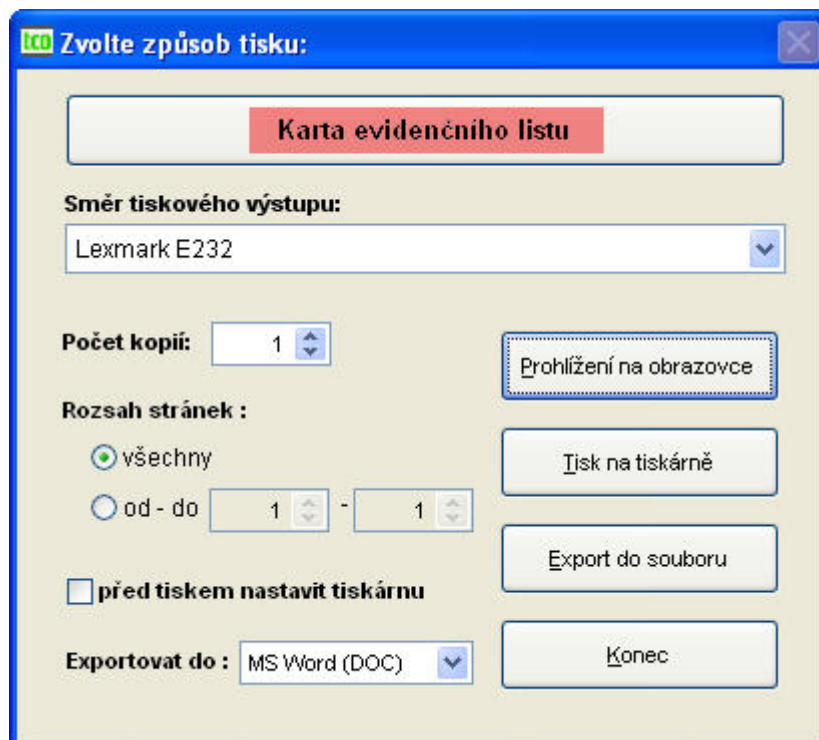 tco Zvolte způsob tisku:
Karta evidenčního listu
Směr tiskového výstupu:
Lexmark E232
Počet kopií: 1
Prohlížení na obrazovce
Rozsah stránek :
všechny
Tisk na tiskárně
od - do 1 - 1
Export do souboru
před tiskem nastavit tiskárnu
Exportovat do : MS Word (DOC)
Konec